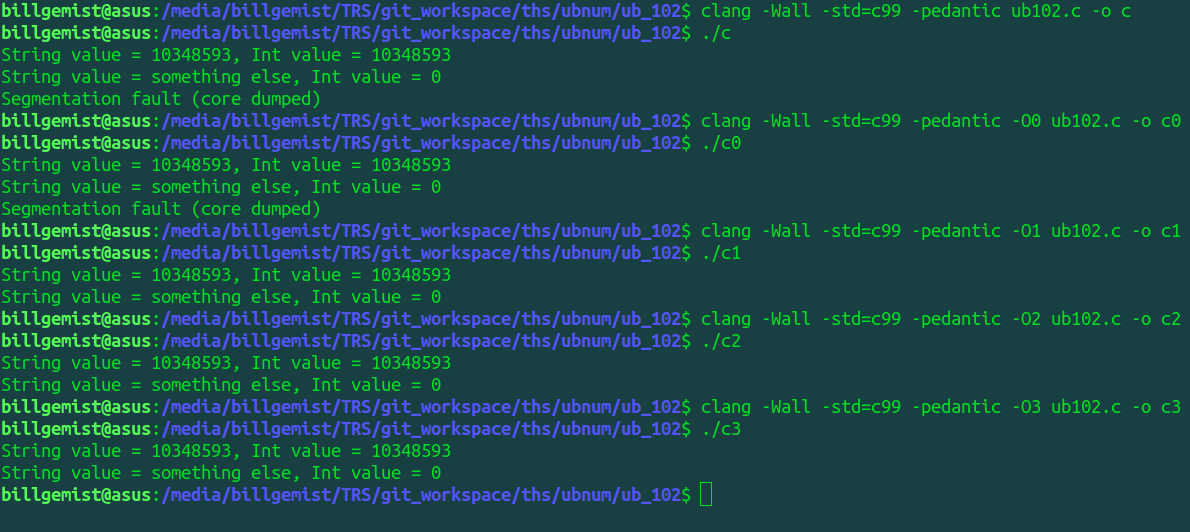 billgemist@asus:/media/billgemist/TRS/git_workspace/ths/ubnum/ub_102$ clang -Wall -std=c99 -pedantic ub102.c -o c
billgemist@asus:/media/billgemist/TRS/git_workspace/ths/ubnum/ub_102$ ./c
String value = 10348593, Int value = 10348593
String value = something else, Int value = 0
Segmentation fault (core dumped)
billgemist@asus:/media/billgemist/TRS/git_workspace/ths/ubnum/ub_102$ clang -Wall -std=c99 -pedantic -O0 ub102.c -o c0
billgemist@asus:/media/billgemist/TRS/git_workspace/ths/ubnum/ub_102$ ./c0
String value = 10348593, Int value = 10348593
String value = something else, Int value = 0
Segmentation fault (core dumped)
billgemist@asus:/media/billgemist/TRS/git_workspace/ths/ubnum/ub_102$ clang -Wall -std=c99 -pedantic -O1 ub102.c -o c1
billgemist@asus:/media/billgemist/TRS/git_workspace/ths/ubnum/ub_102$ ./c1
String value = 10348593, Int value = 10348593
String value = something else, Int value = 0
billgemist@asus:/media/billgemist/TRS/git_workspace/ths/ubnum/ub_102$ clang -Wall -std=c99 -pedantic -O2 ub102.c -o c2
billgemist@asus:/media/billgemist/TRS/git_workspace/ths/ubnum/ub_102$ ./c2
String value = 10348593, Int value = 10348593
String value = something else, Int value = 0
billgemist@asus:/media/billgemist/TRS/git_workspace/ths/ubnum/ub_102$ clang -Wall -std=c99 -pedantic -O3 ub102.c -o c3
billgemist@asus:/media/billgemist/TRS/git_workspace/ths/ubnum/ub_102$ ./c3
String value = 10348593, Int value = 10348593
String value = something else, Int value = 0
billgemist@asus:/media/billgemist/TRS/git_workspace/ths/ubnum/ub_102$